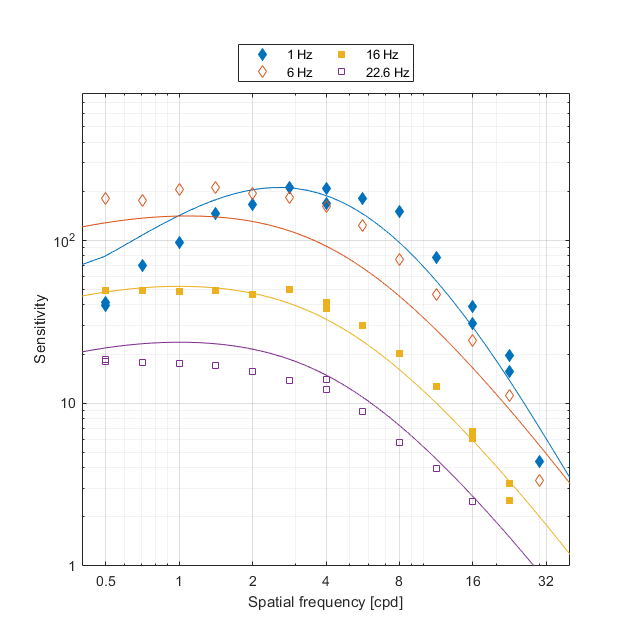 1 Hz 16 Hz
6 Hz 22.6 Hz
10²
10
1
Sensitivity
0.5 1 2 4 8 16 32
Spatial frequency [cpd]